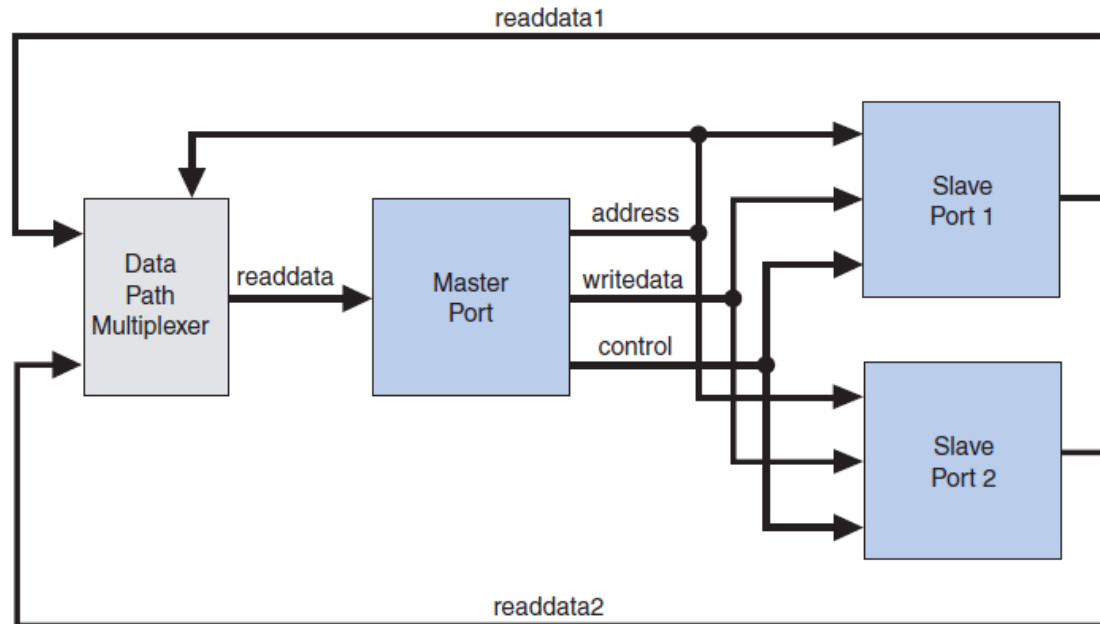 readdata1
Slave
Port 1
address
Data
Path
Multiplexer
readdata
Master
Port
writedata
control
Slave
Port 2
readdata2